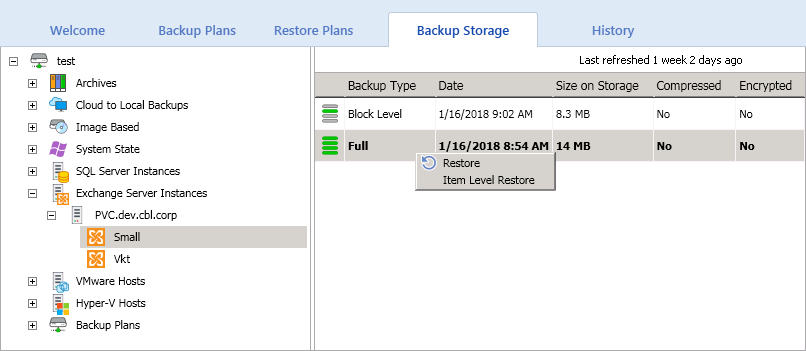 Welcome Backup Plans Restore Plans Backup Storage History
test
Archives
Cloud to Local Backups
Image Based
System State
SQL Server Instances
Exchange Server Instances
PVC.dev.cbl.corp
Small
Vkt
VMware Hosts
Hyper-V Hosts
Backup Plans
Last refreshed 1 week 2 days ago
Backup Type Date Size on Storage Compressed Encrypted
Block Level 1/16/2018 9:02 AM 8.3 MB No No
Full 1/16/2018 8:54 AM 14 MB No No
Restore
Item Level Restore